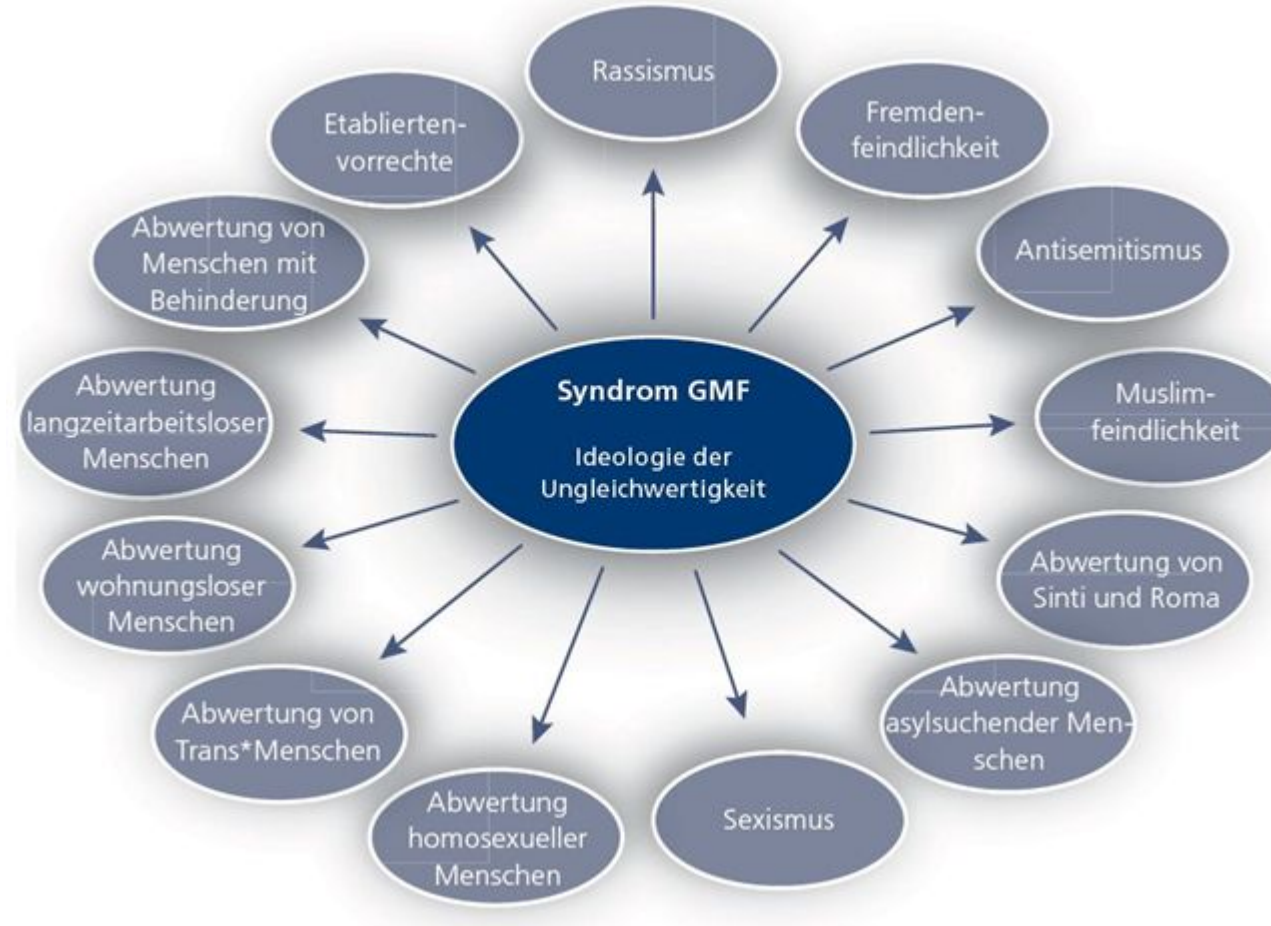 Rassismus
Fremden-
feindlichkeit
Antisemitismus
Muslim-
feindlichkeit
Abwertung von
Sinti und Roma
Abwertung
asylsuchender Men-
schen
Sexismus
Abwertung
homosexueller
Menschen
Abwertung von
Trans*Menschen
Abwertung
wohnungsloser
Menschen
Abwertung
langzeitarbeitsloser
Menschen
Abwertung von
Menschen mit
Behinderung
Etablierten-
vorrechte
Syndrom GMF
Ideologie der
Ungleichwertigkeit